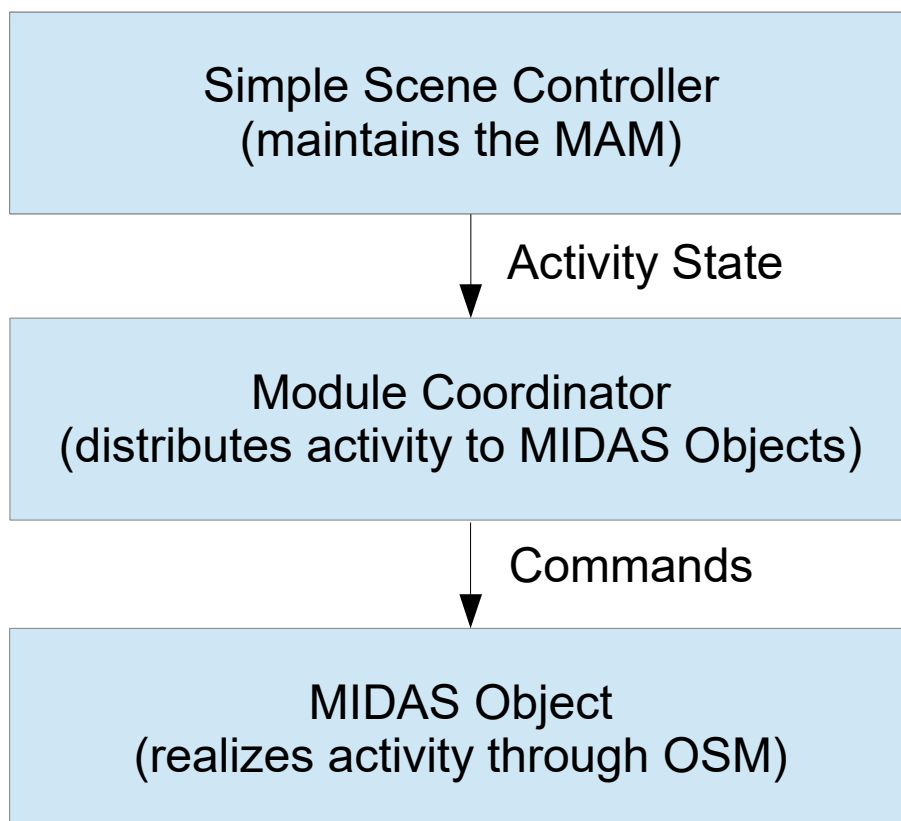 Simple Scene Controller
(maintains the MAM)
Activity State
Module Coordinator
(distributes activity to MIDAS Objects)
Commands
MIDAS Object
(realizes activity through OSM)